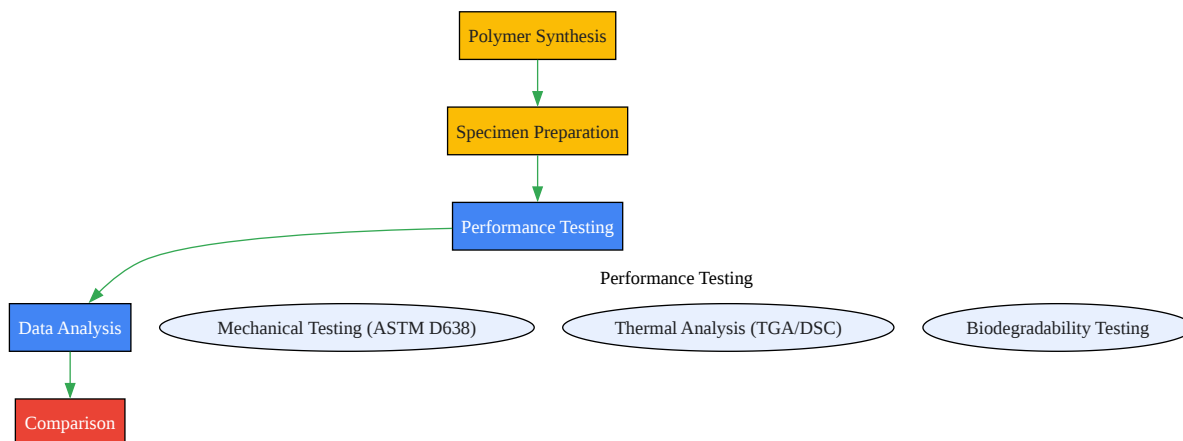 Polymer Synthesis
Specimen Preparation
Performance Testing
Performance Testing
Data Analysis
Mechanical Testing (ASTM D638)
Thermal Analysis (TGA/DSC)
Biodegradability Testing
Comparison